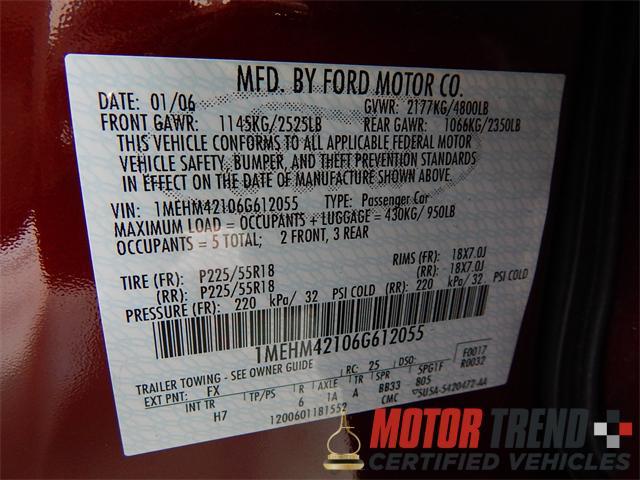 MFD. BY FORD MOTOR CO.
DATE: 01/06 GVWR: 2177KG/4800LB
FRONT GAWR: 1145KG/2525LB REAR GAWR: 1066KG/2350LB
THIS VEHICLE CONFORMS TO ALL APPLICABLE FEDERAL MOTOR
VEHICLE SAFETY, BUMPER, AND THEFT PREVENTION STANDARDS
IN EFFECT ON THE DATE OF MANUFACTURE SHOWN ABOVE.
VIN: 1MEHM42106G612055 TYPE: Passenger Car
MAXIMUM LOAD = OCCUPANTS + LUGGAGE = 430KG/ 950LB
OCCUPANTS = 5 TOTAL; 2 FRONT, 3 REAR
TIRE (FR): P225/55R18 RIMS (FR): 18X7.0J
(RR): P225/55R18 (RR): 18X7.0J
PRESSURE (FR): 220 kPa/ 32 PSI COLD (RR): 220 kPa/ 32 PSI COLD
1MEHM42106G612055
TRAILER TOWING - SEE OWNER GUIDE RC: 25 DSO: F0017
EXT PNT: FX R0032
INT TR TP/PS R AXLE TR SPR SPG1F
H7 6 1A A BB33 805
1200601181552 CMC 5U5A-5420472-AA
MOTOR TREND
CERTIFIED VEHICLES